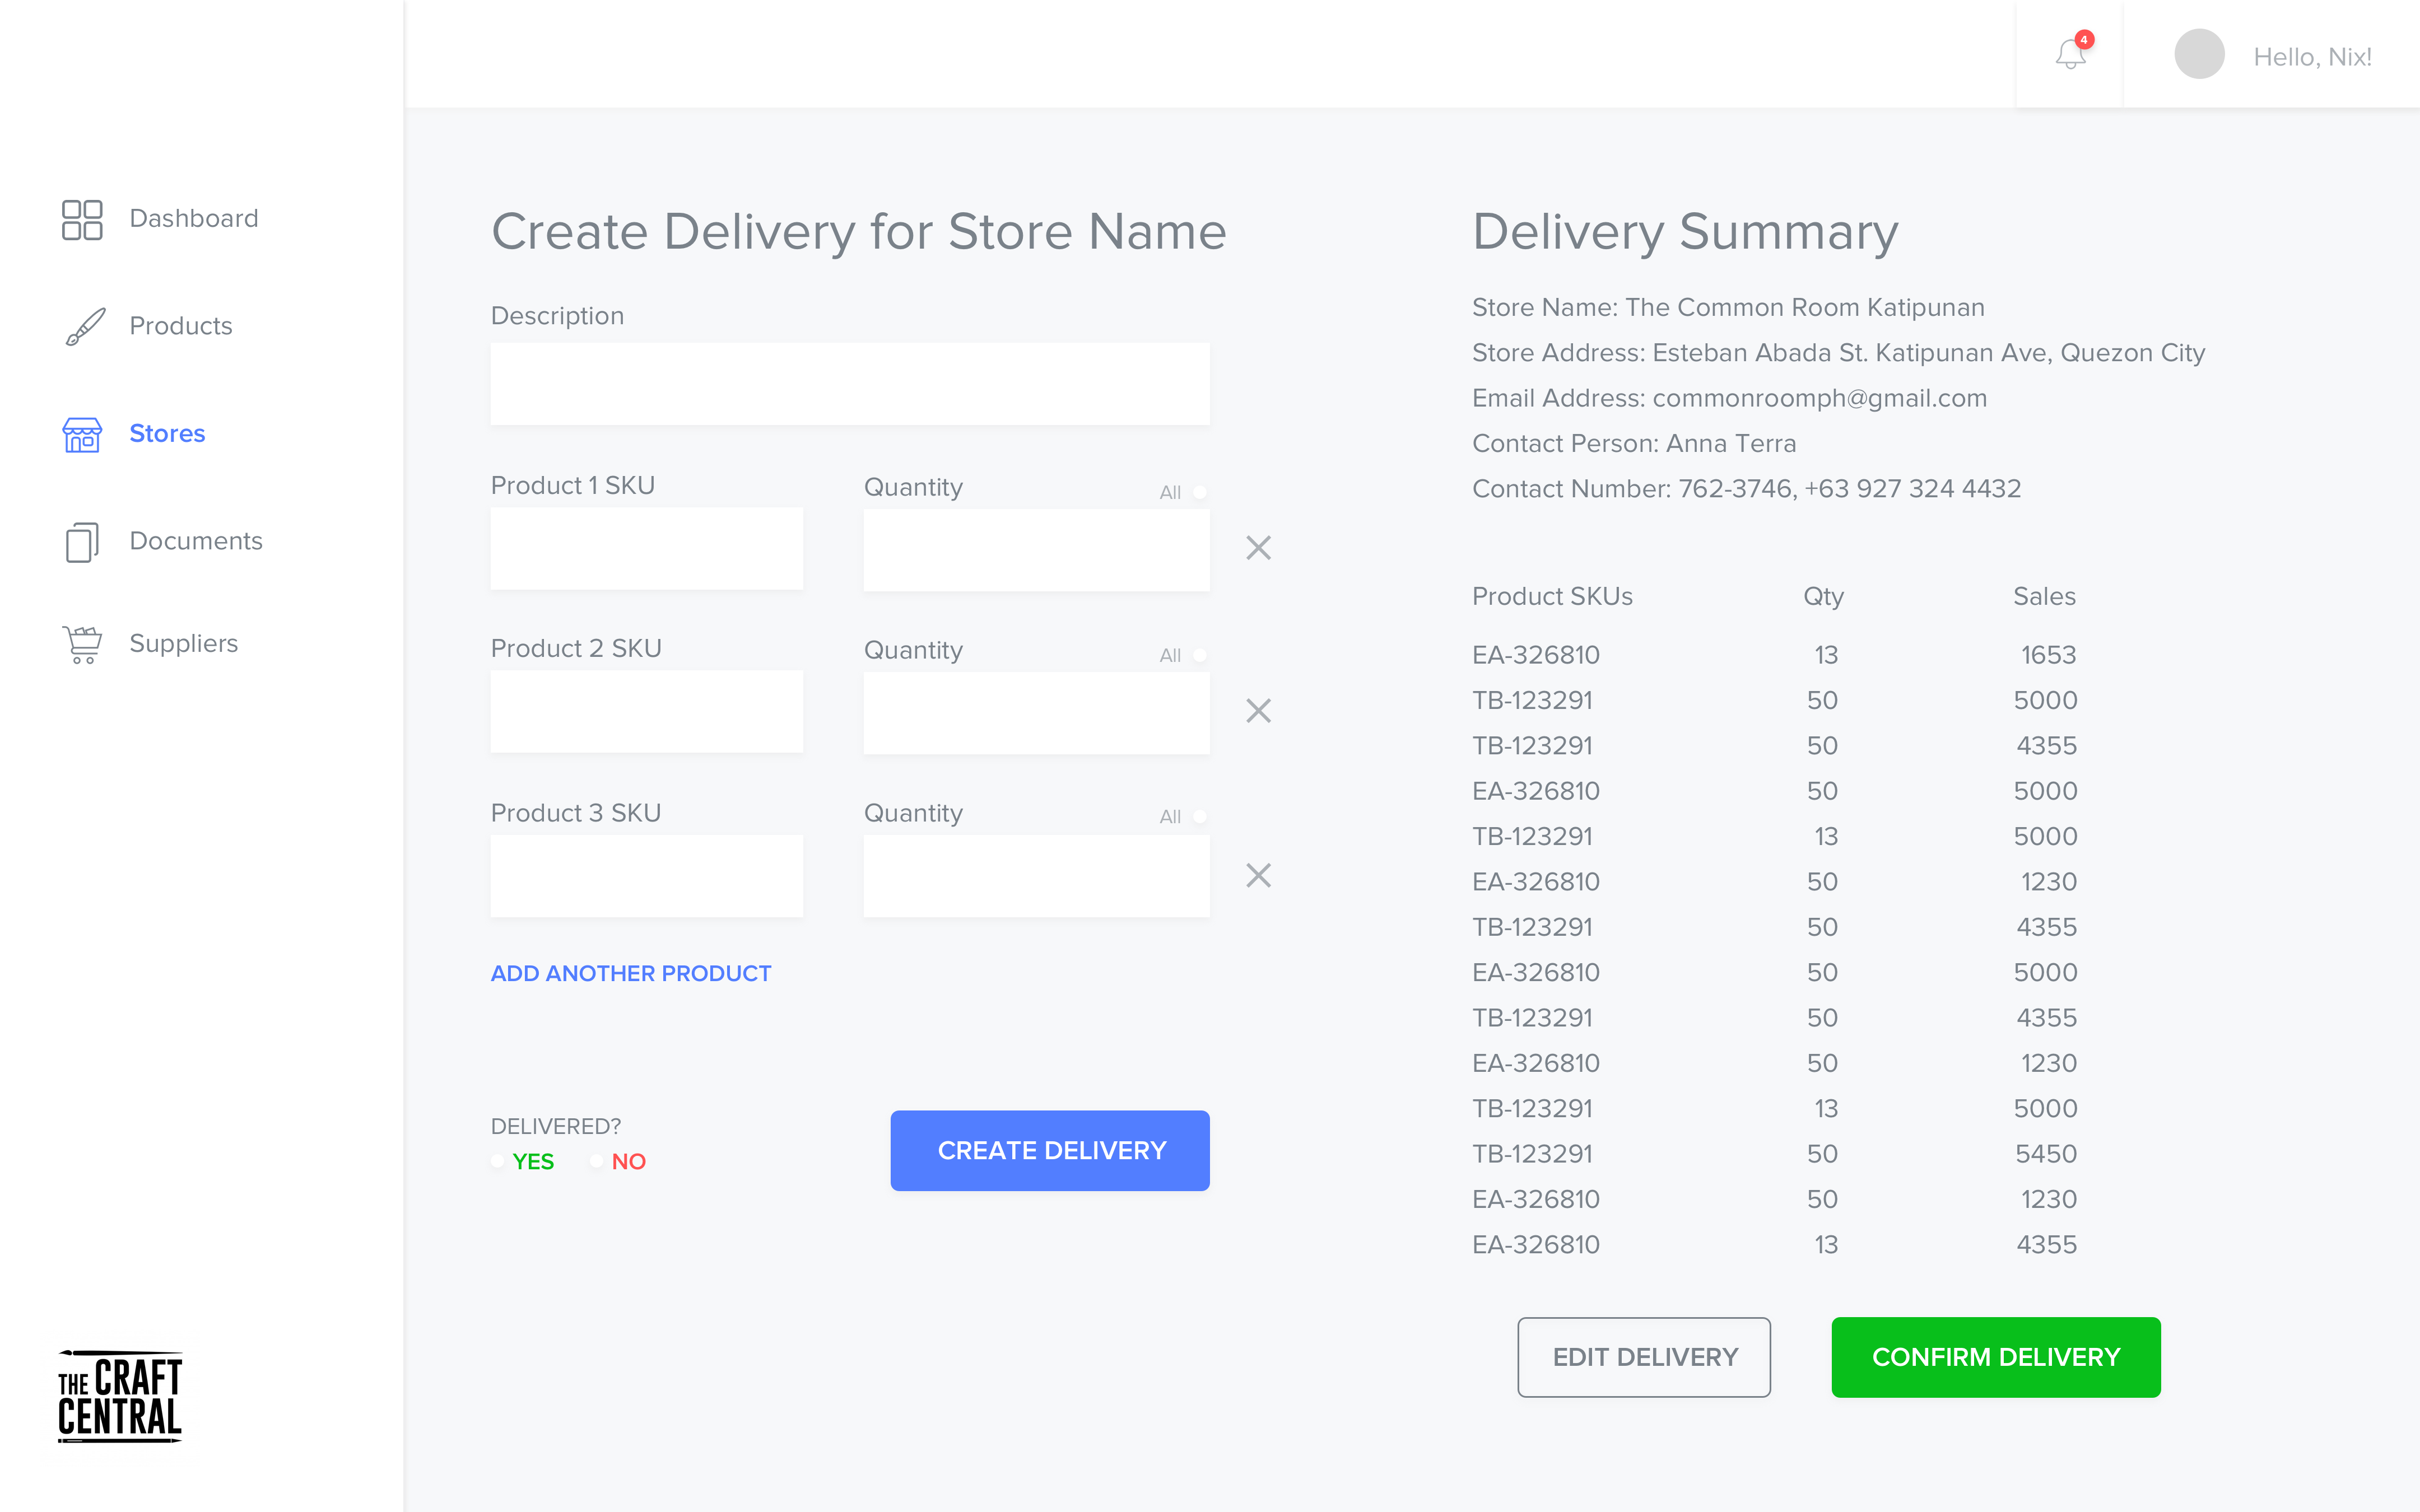 4
Hello, Nix!
Dashboard
Products
Stores
Documents
Suppliers
THE CRAFT
CENTRAL
Create Delivery for Store Name
Description
Product 1 SKU
Quantity
All
Product 2 SKU
Quantity
All
Product 3 SKU
Quantity
All
ADD ANOTHER PRODUCT
DELIVERED?
YES NO
CREATE DELIVERY
Delivery Summary
Store Name: The Common Room Katipunan
Store Address: Esteban Abada St. Katipunan Ave, Quezon City
Email Address: commonroomph@gmail.com
Contact Person: Anna Terra
Contact Number: 762-3746, +63 927 324 4432
Product SKUs Qty Sales
EA-326810 13 1653
TB-123291 50 5000
TB-123291 50 4355
EA-326810 50 5000
TB-123291 13 5000
EA-326810 50 1230
TB-123291 50 4355
EA-326810 50 5000
TB-123291 50 4355
EA-326810 50 1230
TB-123291 13 5000
TB-123291 50 5450
EA-326810 50 1230
EA-326810 13 4355
EDIT DELIVERY
CONFIRM DELIVERY